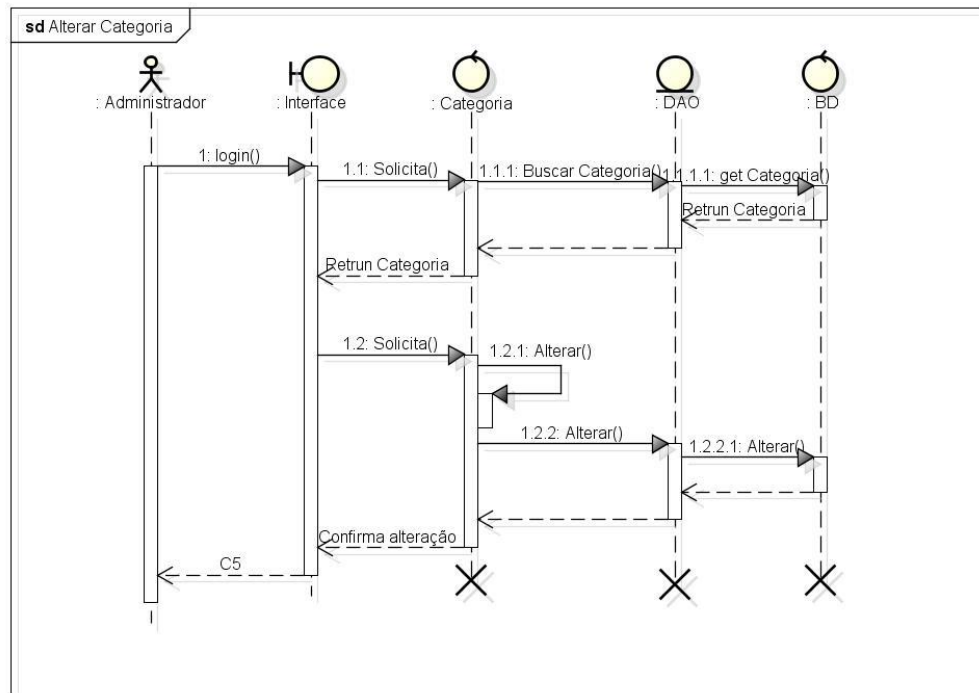 sd Alterar Categoria
: Administrador
: Interface
: Categoria
: DAO
: BD
1: login()
1.1: Solicita()
1.1.1: Buscar Categoria()
1.1.1: get Categoria()
Retrun Categoria
Retrun Categoria
1.2: Solicita()
1.2.1: Alterar()
1.2.2: Alterar()
1.2.2.1: Alterar()
Confirma alteração
C5